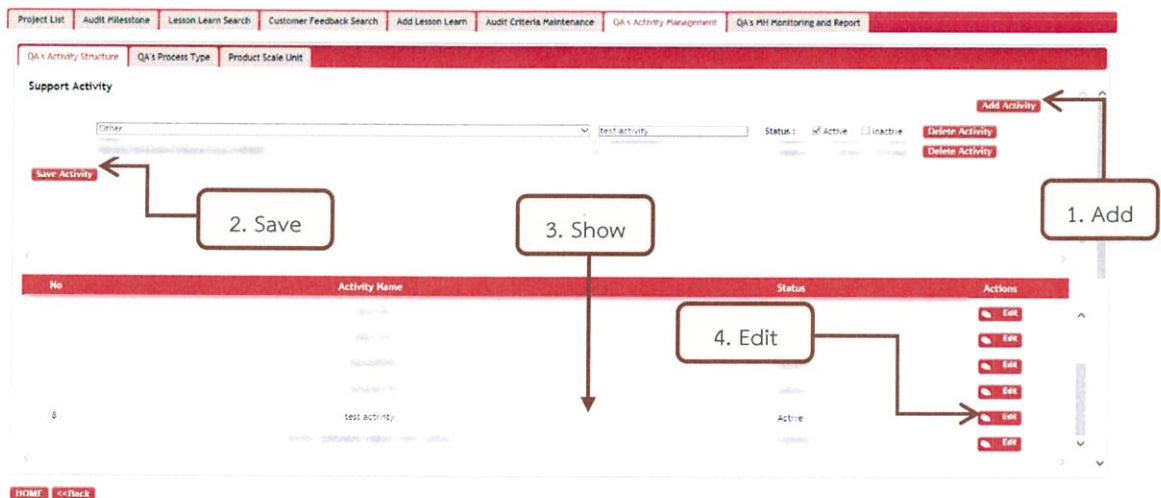 Project List Audit Milestone Lesson Learn Search Customer Feedback Search Add Lesson Learn Audit Criteria Maintenance QA's Activity Management QA's MH Monitoring and Report
QA's Activity Structure QA's Process Type Product Scale Unit
Support Activity
Add Activity
Other test activity Status : Active Inactive Delete Activity
Delete Activity
Save Activity
1. Add
2. Save
3. Show
No Activity Name Status Actions
Edit
4. Edit
Edit
Edit
Edit
8 test activity Active Edit
Edit
HOME <<Back